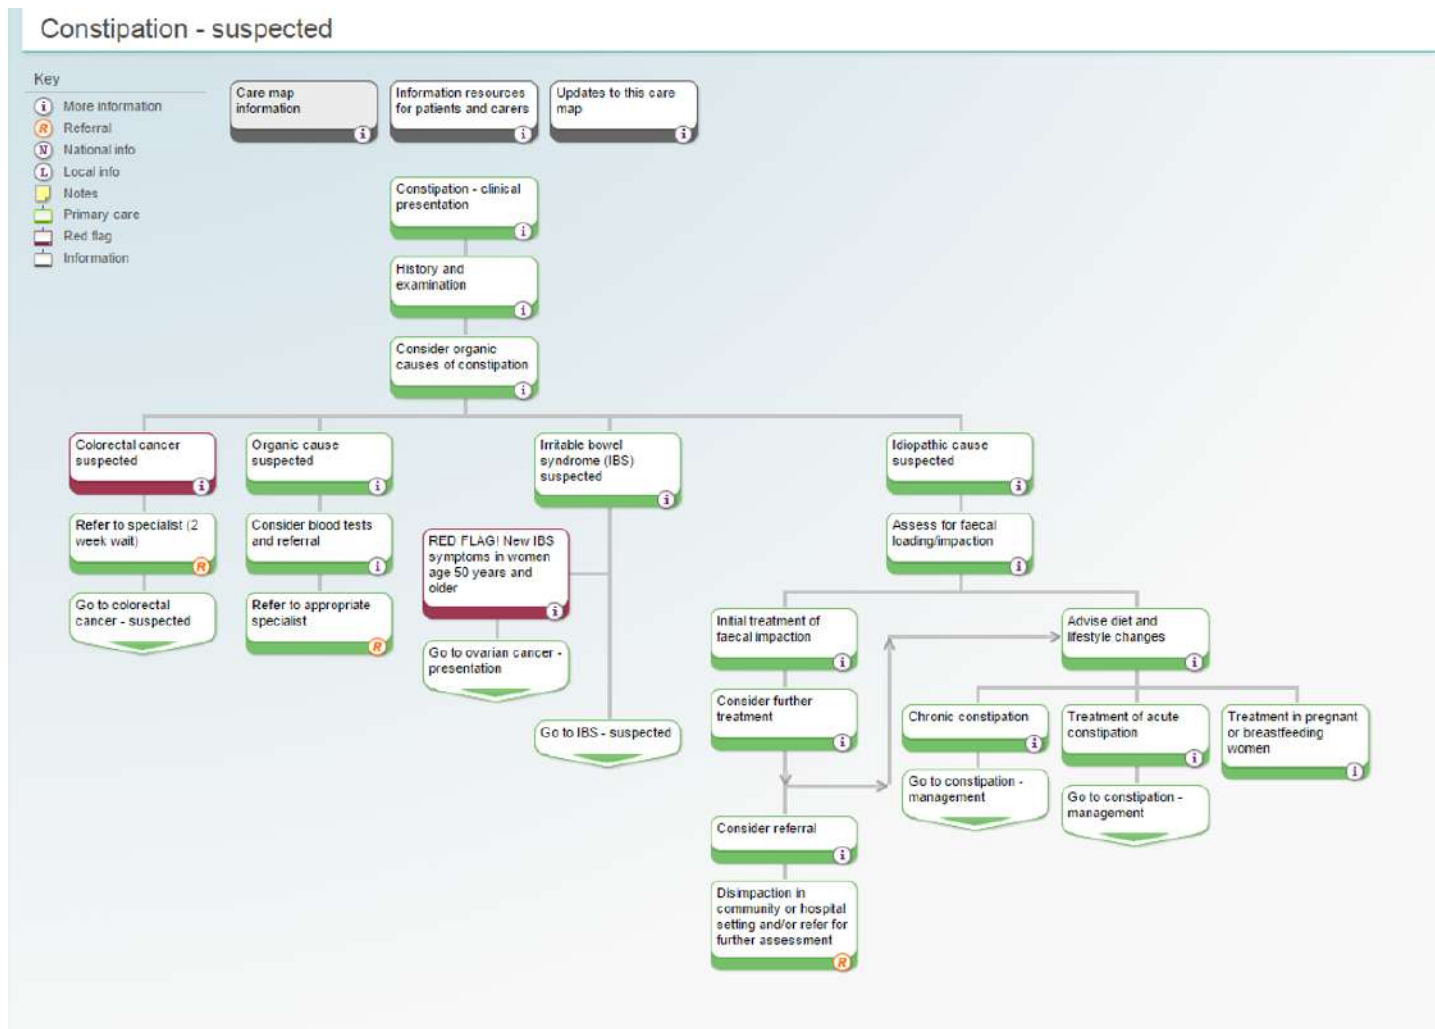 Constipation - suspected
Key
i More information
R Referral
N National info
L Local info
Notes
Primary care
Red flag
Information
Care map
information
i
Information resources
for patients and carers
i
Updates to this care
map
i
Constipation - clinical
presentation
i
History and
examination
i
Consider organic
causes of constipation
i
Colorectal cancer
suspected
i
Refer to specialist (2
week wait)
R
Go to colorectal
cancer - suspected
Organic cause
suspected
i
Consider blood tests
and referral
i
Refer to appropriate
specialist
R
Irritable bowel
syndrome (IBS)
suspected
i
RED FLAG! New IBS
symptoms in women
age 50 years and
older
i
Go to ovarian cancer -
presentation
Go to IBS - suspected
Idiopathic cause
suspected
i
Assess for faecal
loading/impaction
i
Initial treatment of
faecal impaction
i
Consider further
treatment
i
Consider referral
i
Disimpaction in
community or hospital
setting and/or refer for
further assessment
R
Advise diet and
lifestyle changes
i
Chronic constipation
i
Go to constipation -
management
Treatment of acute
constipation
i
Go to constipation -
management
Treatment in pregnant
or breastfeeding
women
i